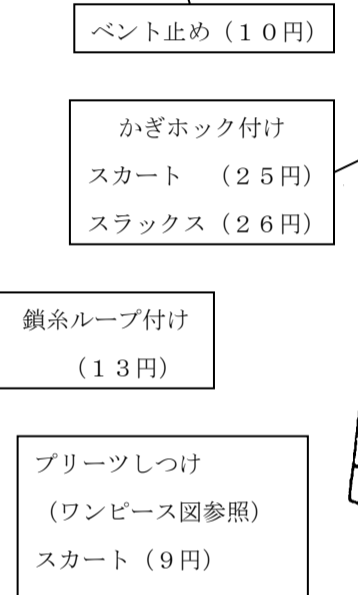 ベント止め（１０円）
かぎホック付け
スカート　（２５円）
スラックス（２６円）
鎖糸ループ付け
（１３円）
プリーツしつけ
（ワンピース図参照）
スカート（９円）